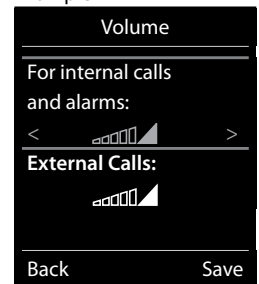 Volume
For internal calls
and alarms:
< >
External Calls:
Back Save